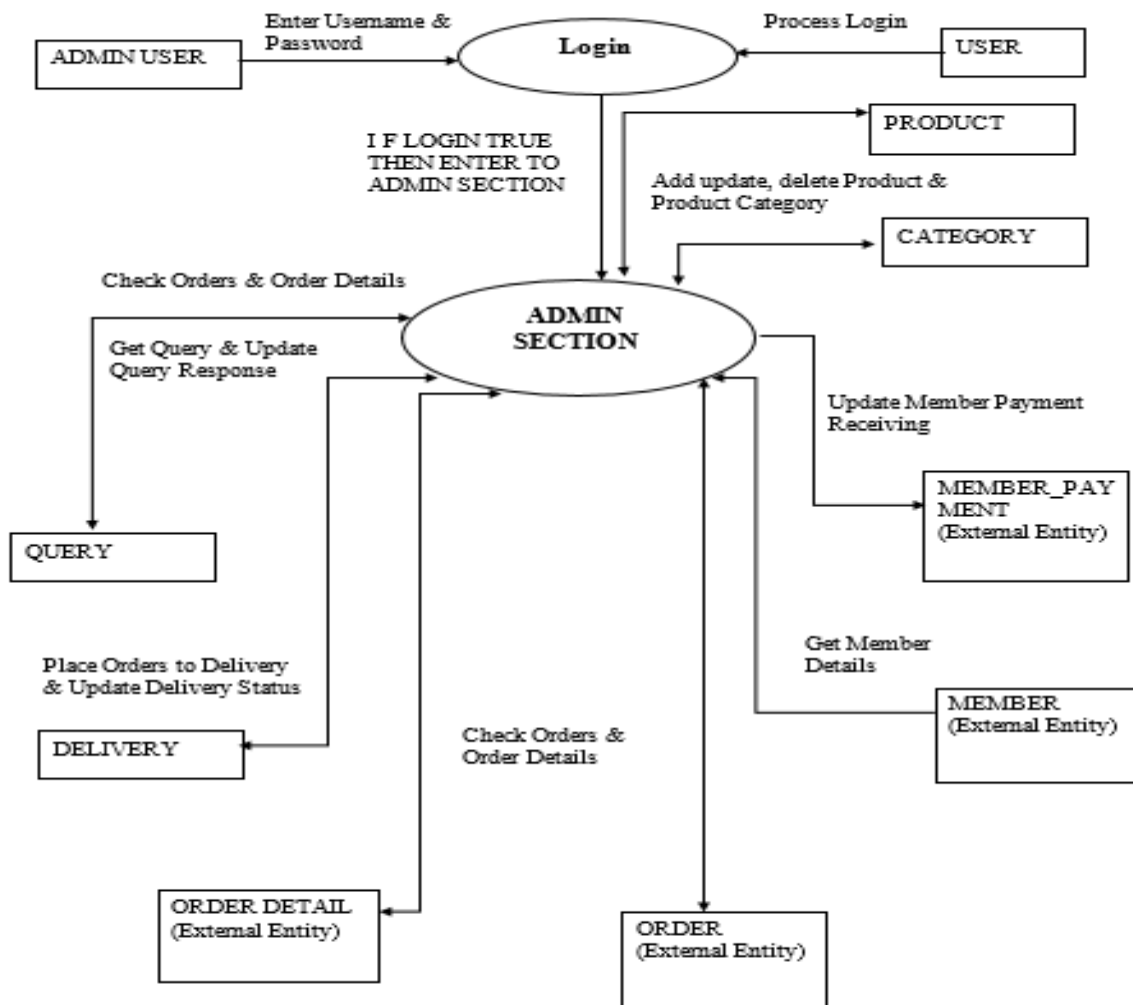 Enter Username &
Password
Process Login
Login
ADMIN USER
USER
PRODUCT
I F LOGIN TRUE
THEN ENTER TO
ADMIN SECTION
Add update, delete Product &
Product Category
CATEGORY
Check Orders & Order Details
ADMIN
SECTION
Get Query & Update
Query Response
Update Member Payment
Receiving
MEMBER_PAY
MENT
(External Entity)
QUERY
Get Member
Details
Place Orders to Delivery
& Update Delivery Status
MEMBER
(External Entity)
DELIVERY
Check Orders &
Order Details
ORDER DETAIL
(External Entity)
ORDER
(External Entity)